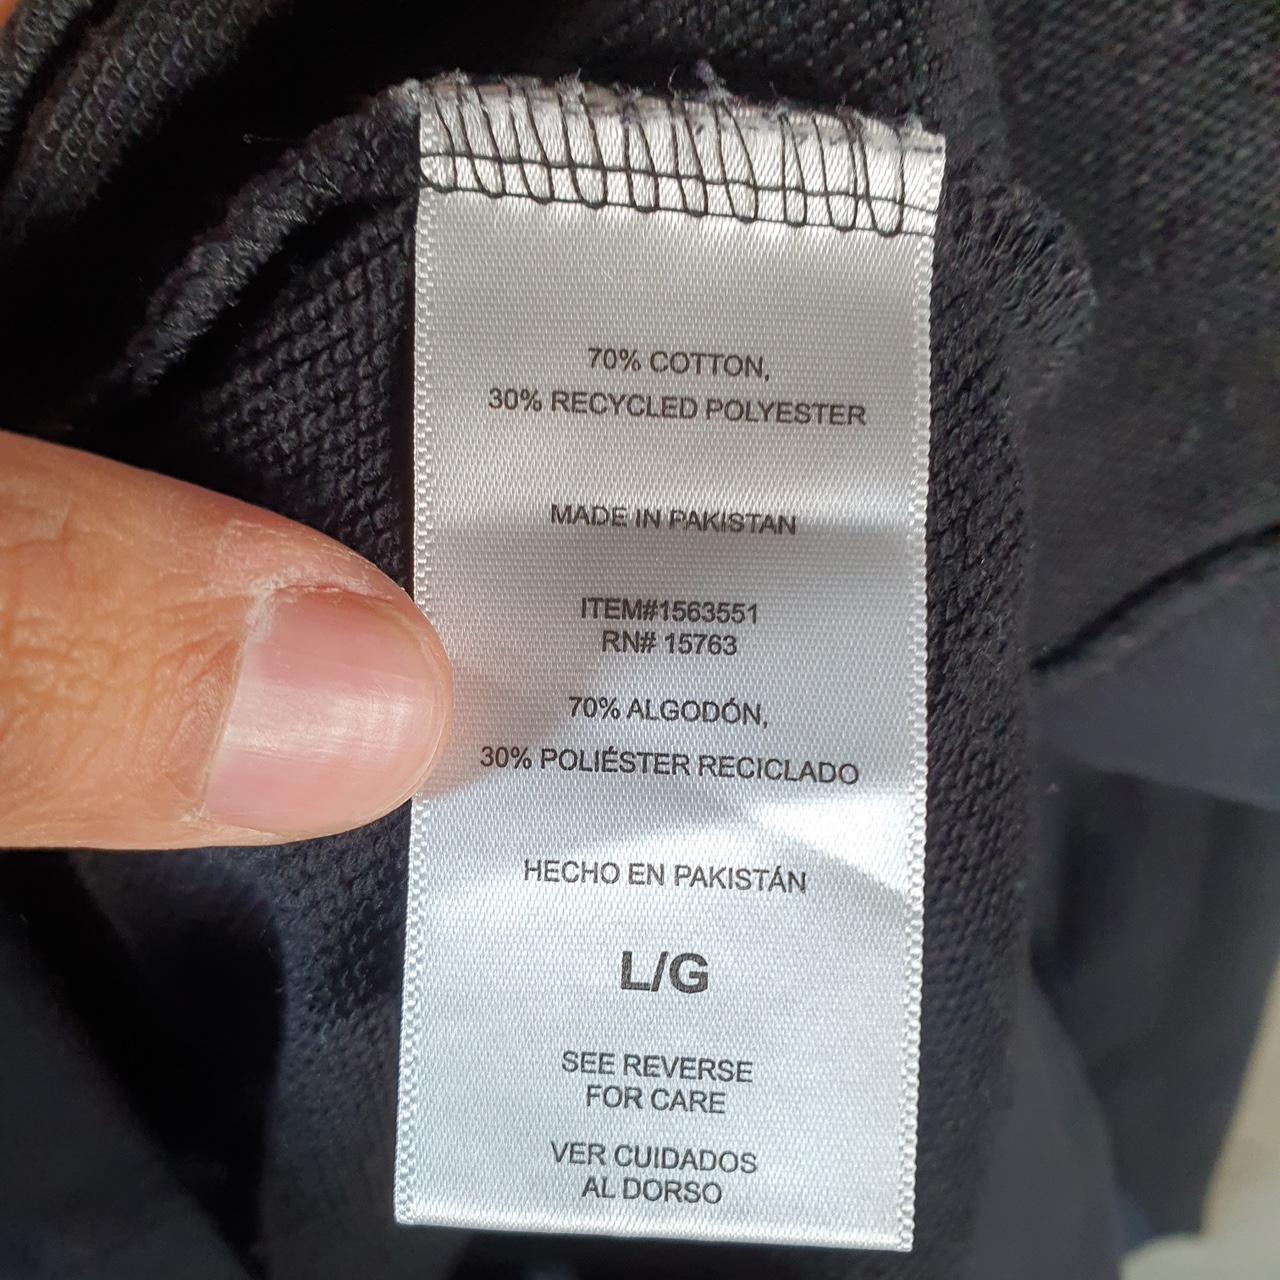 70% COTTON,
30% RECYCLED POLYESTER
MADE IN PAKISTAN
ITEM#1563551
RN# 15763
70% ALGODÓN,
30% POLIÉSTER RECICLADO
HECHO EN PAKISTÁN
L/G
SEE REVERSE
FOR CARE
VER CUIDADOS
AL DORSO